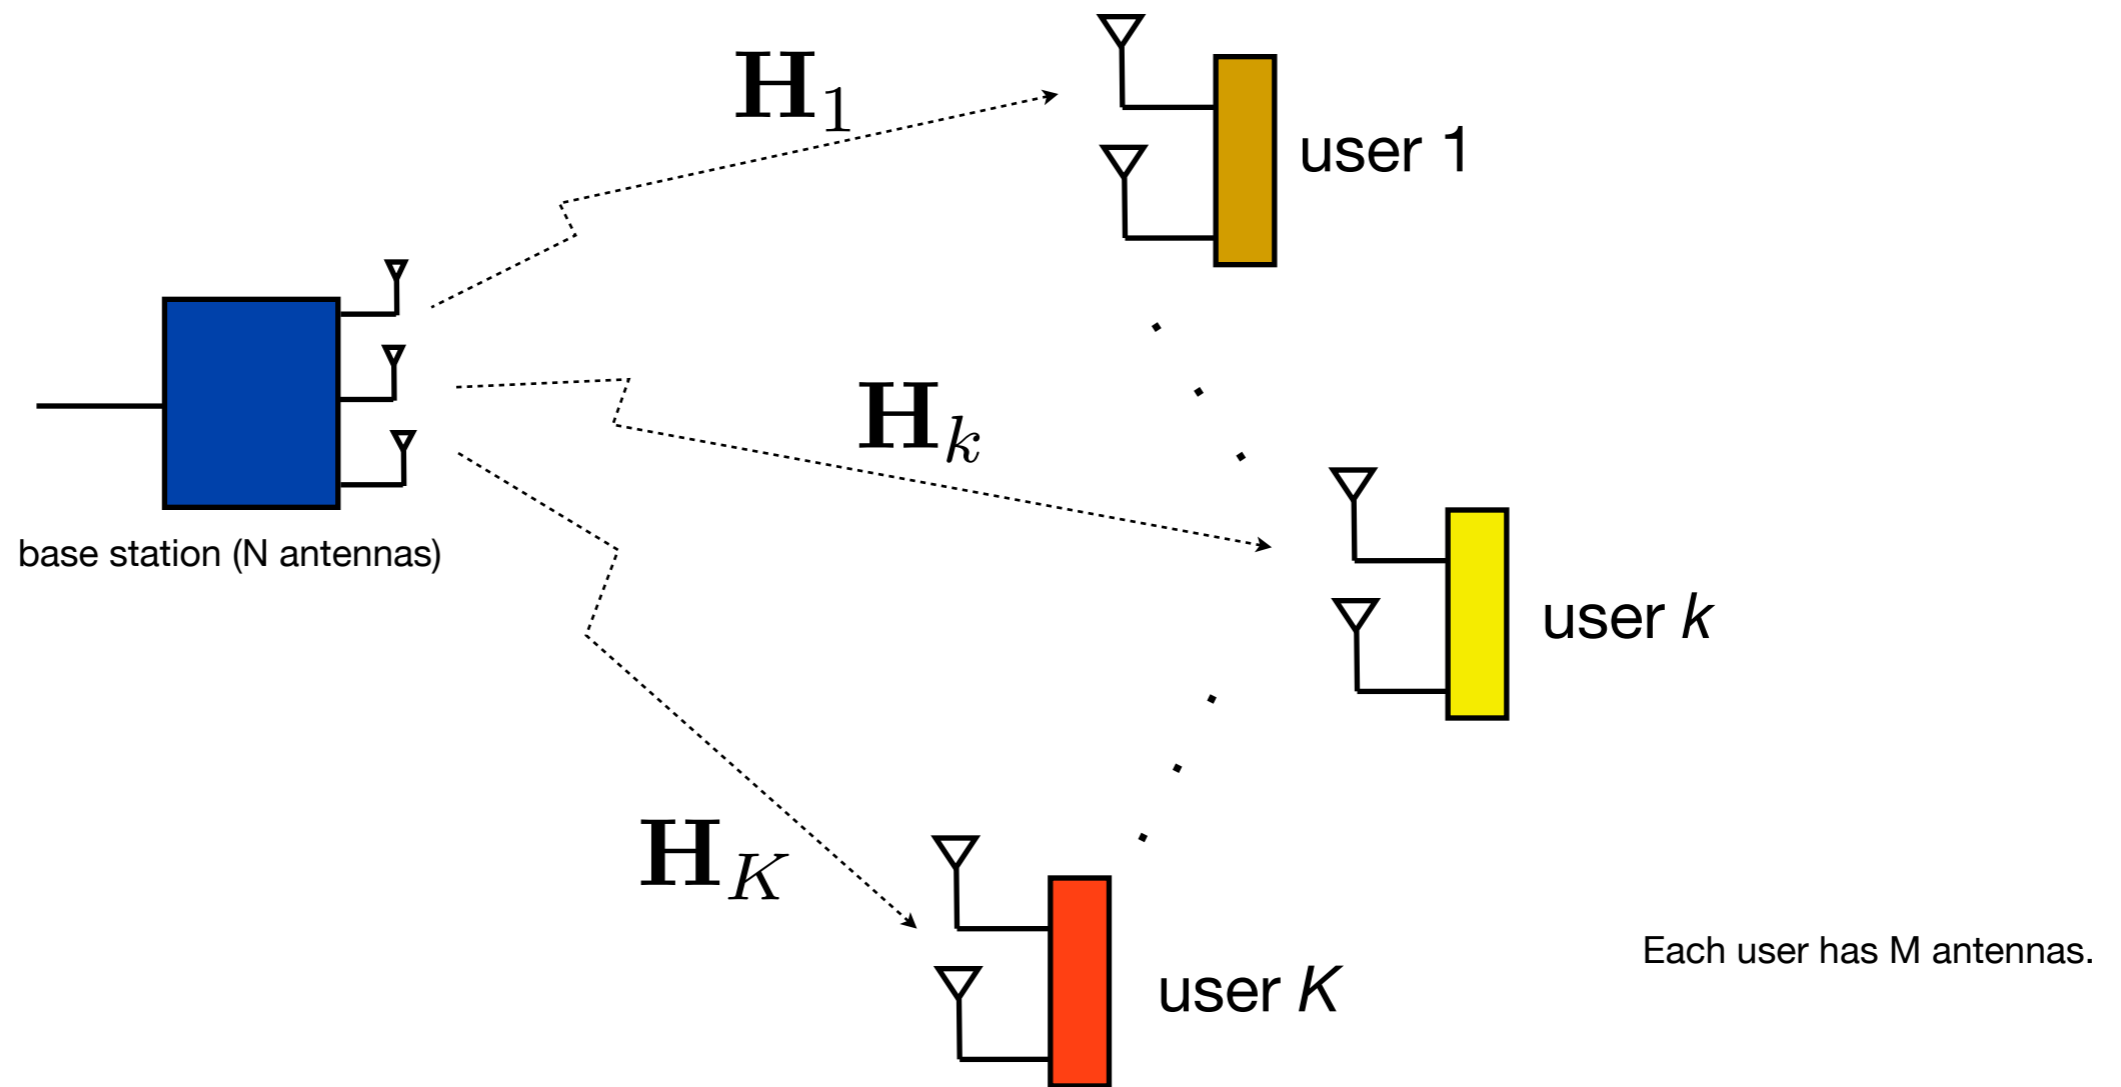 H1
user 1
base station (N antennas)
Hk
user k
HK
user K
Each user has M antennas.